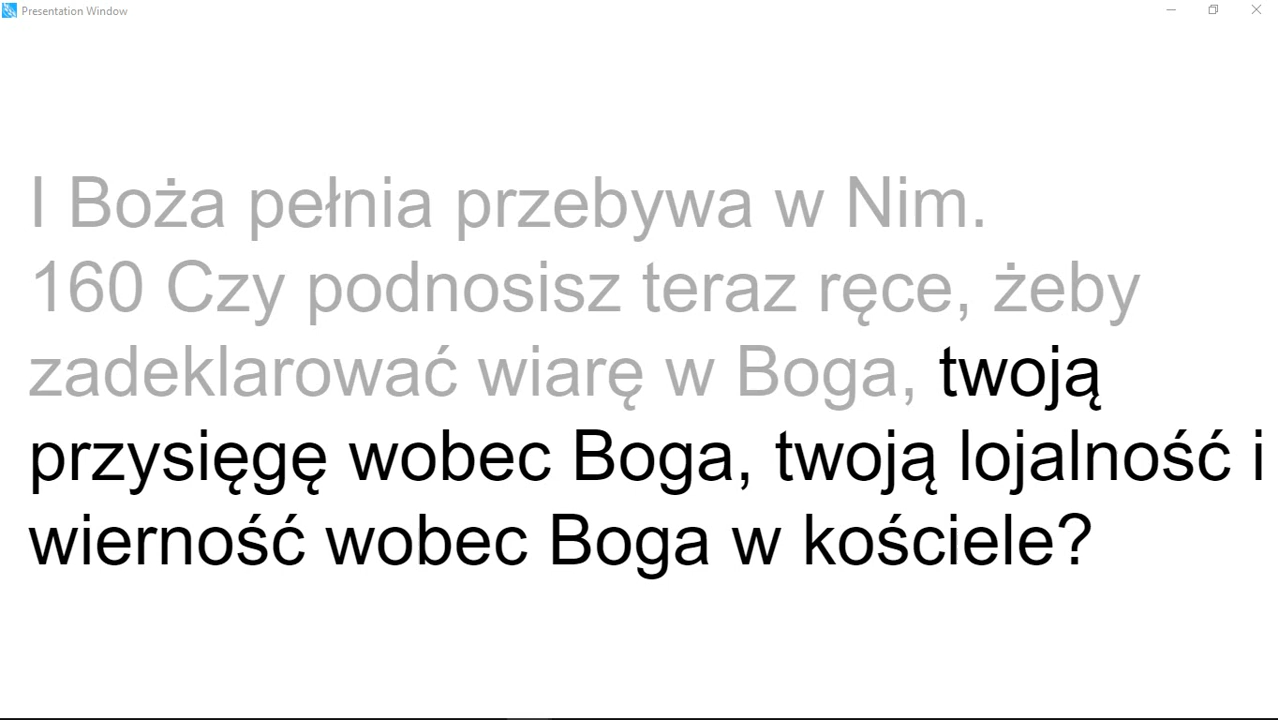 Presentation Window
I Boża pełnia przebywa w Nim.
160 Czy podnosisz teraz ręce, żeby
zadeklarować wiarę w Boga, twoją
przysięgę wobec Boga, twoją lojalność i
wierność wobec Boga w kościele?